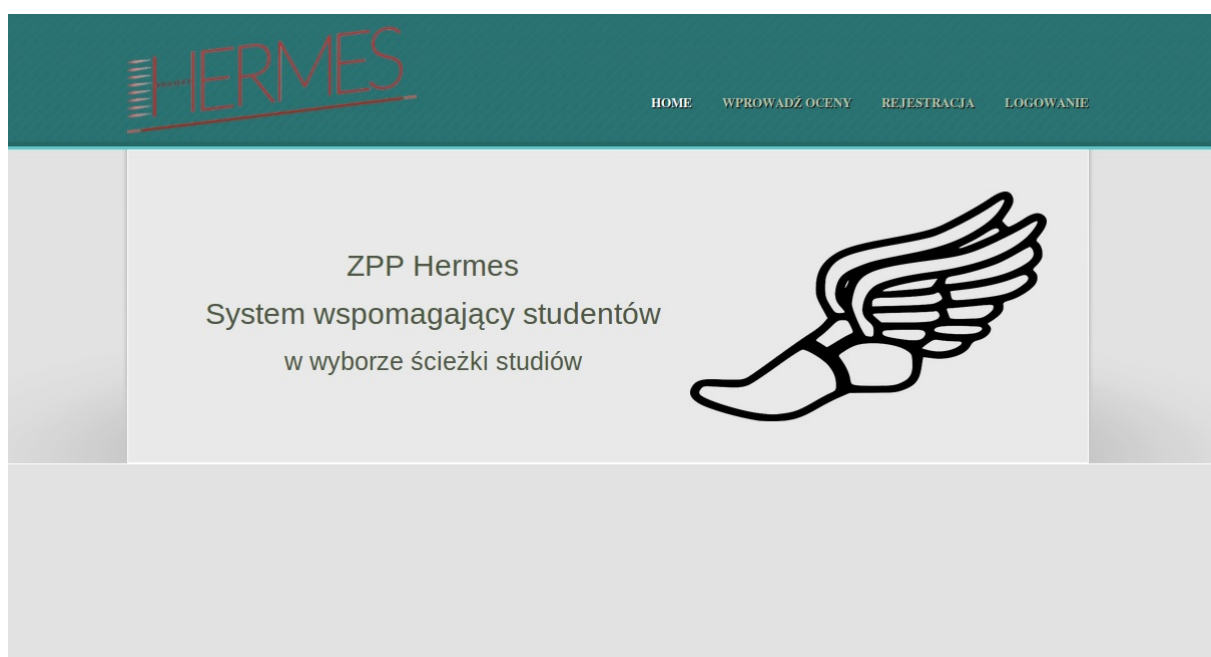 HERMES
HOME WPROWADŹ OCENY REJESTRACJA LOGOWANIE
ZPP Hermes
System wspomagający studentów
w wyborze ścieżki studiów